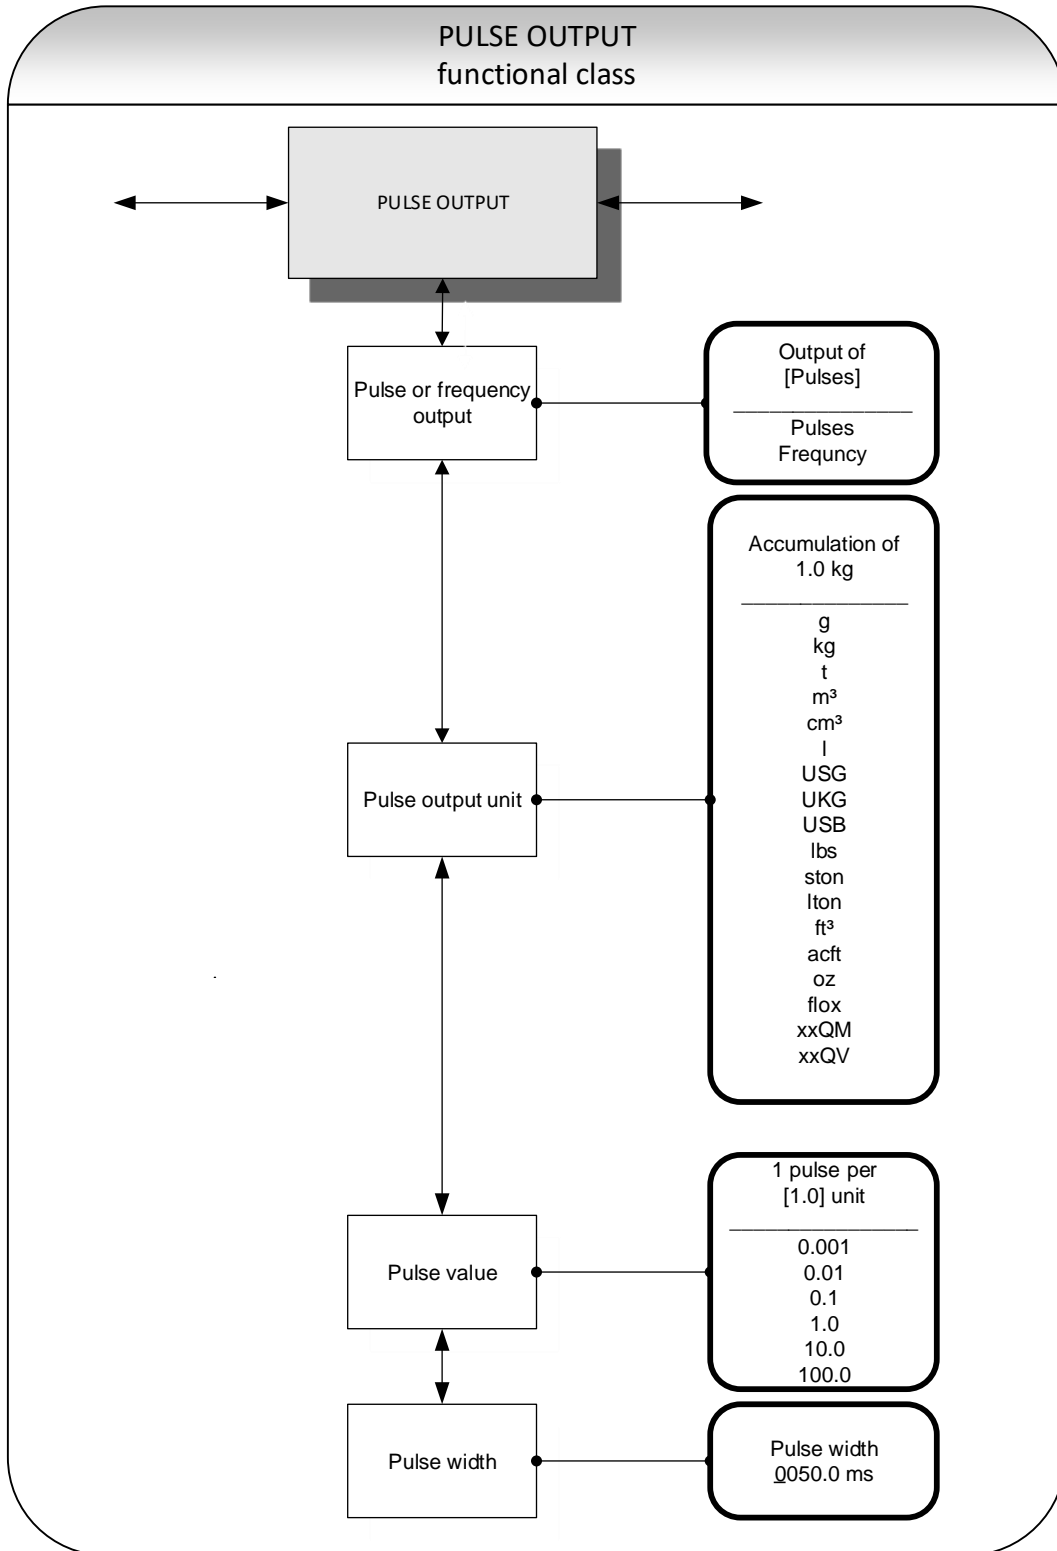 PULSE OUTPUT
functional class
PULSE OUTPUT
Pulse or frequency
output
Output of
[Pulses]
_______________
Pulses
Frequncy
Pulse output unit
Accumulation of
1.0 kg
_______________
g
kg
t
m³
cm³
l
USG
UKG
USB
lbs
ston
lton
ft³
acft
oz
flox
xxQM
xxQV
Pulse value
1 pulse per
[1.0] unit
_________________
0.001
0.01
0.1
1.0
10.0
100.0
Pulse width
Pulse width
0050.0 ms